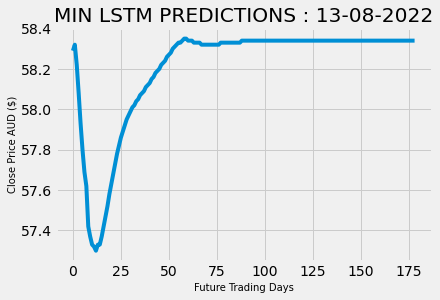 MIN LSTM PREDICTIONS : 13-08-2022
58.4
58.2
58.0
57.8
57.6
57.4
Close Price AUD ($)
0 25 50 75 100 125 150 175
Future Trading Days